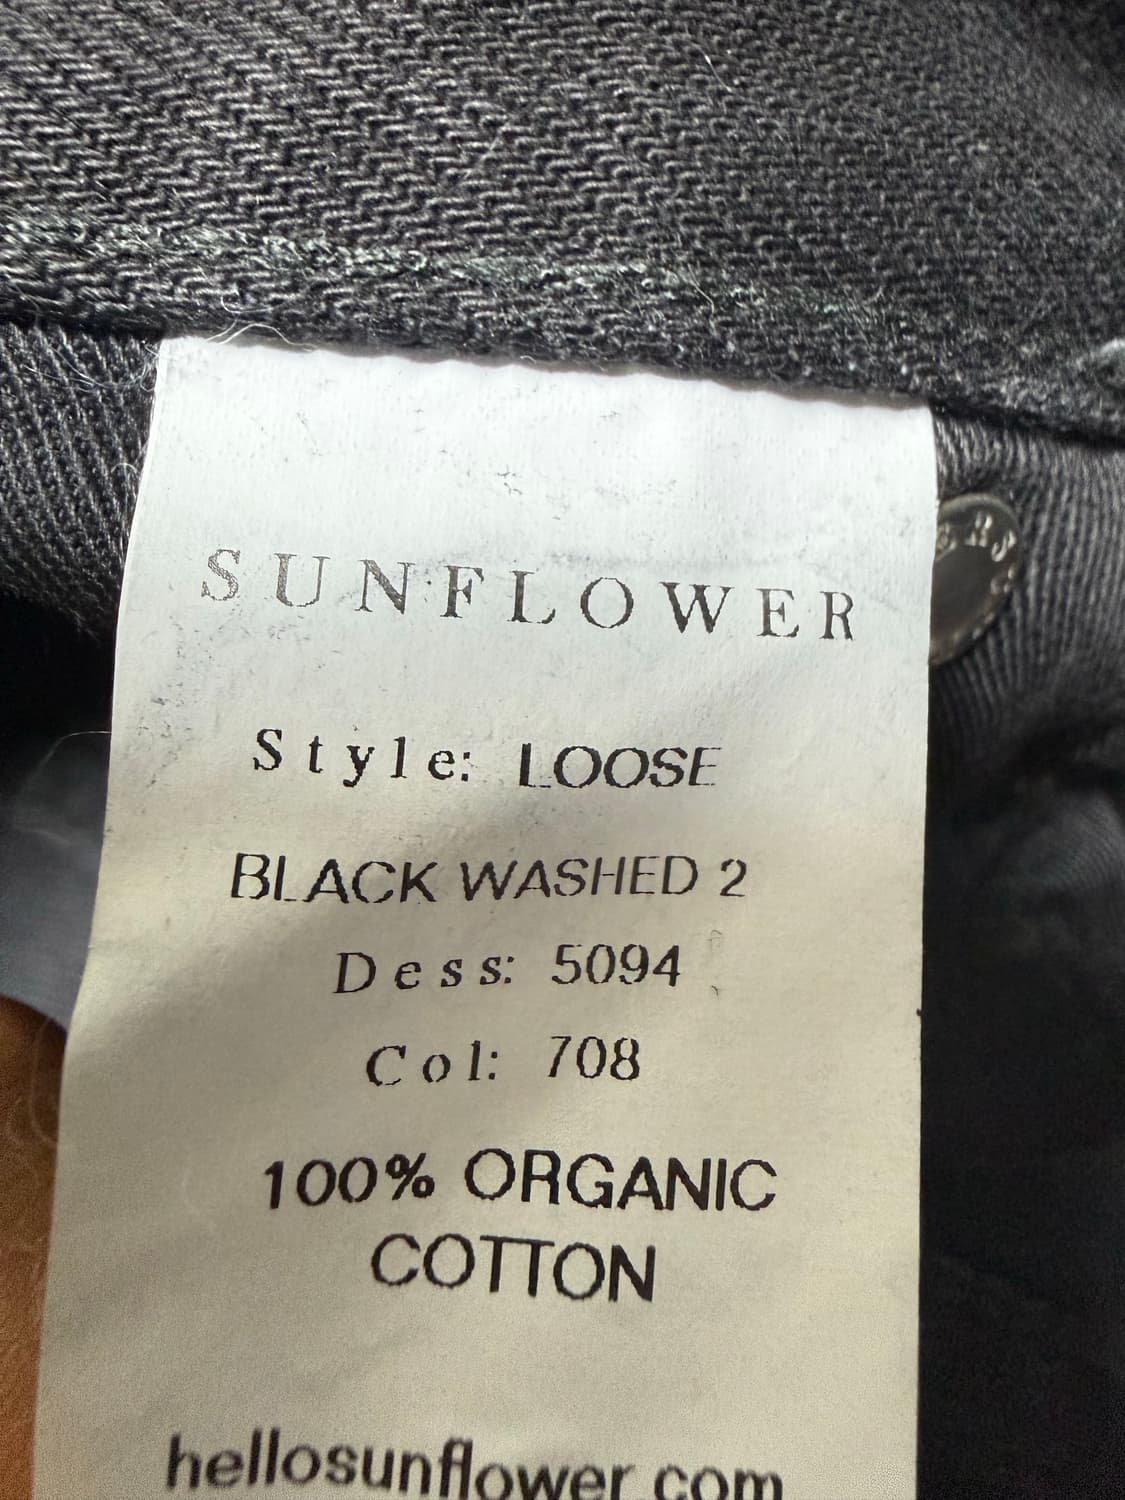 SUNFLOWER
Style: LOOSE
BLACK WASHED 2
Dess: 5094
Col: 708
100% ORGANIC
COTTON
hellosunflower.com